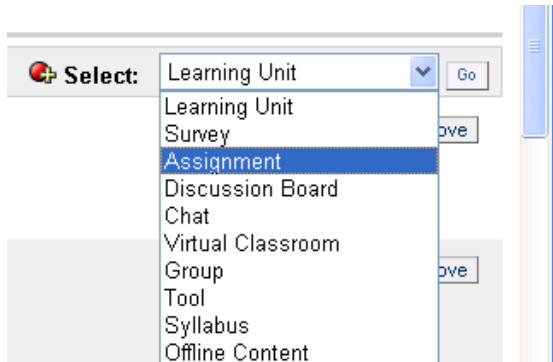 Select: Learning Unit Go
Learning Unit
Survey
Assignment
Discussion Board
Chat
Virtual Classroom
Group
Tool
Syllabus
Offline Content